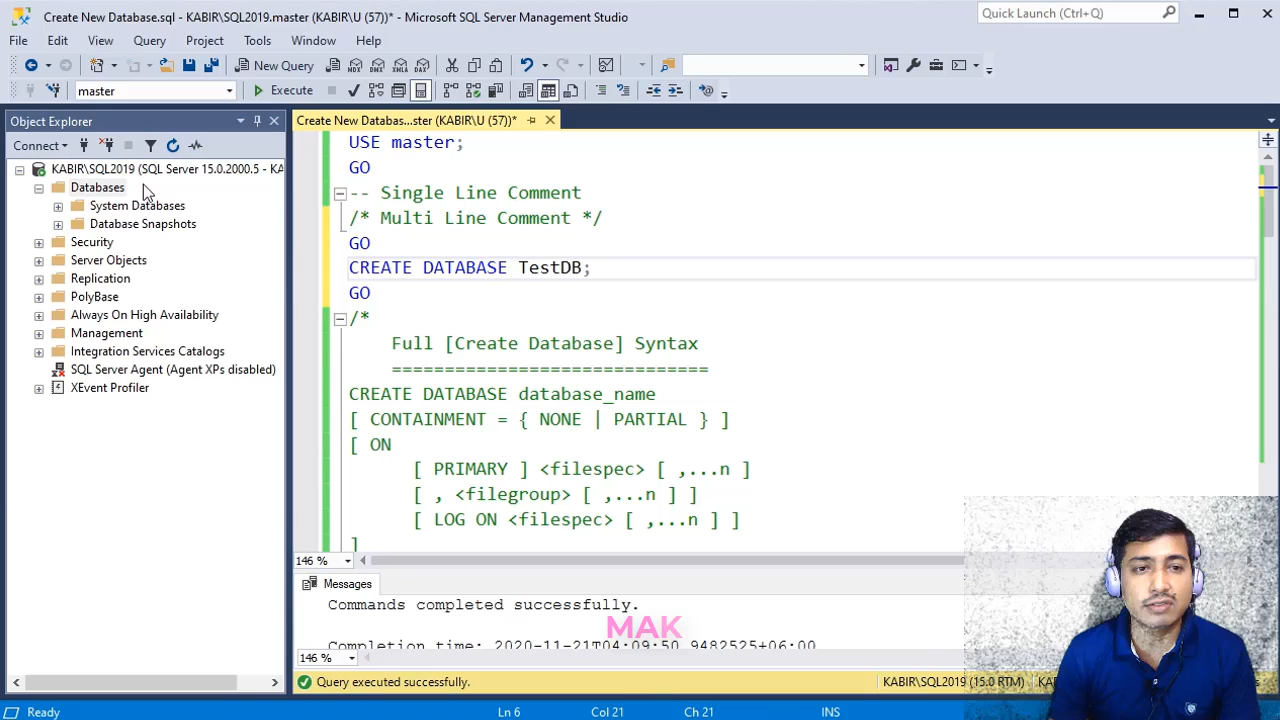 Create New Database.sql - KABIR\SQL2019.master (KABIR\U (57))* - Microsoft SQL Server Management Studio
Quick Launch (Ctrl+Q)
File Edit View Query Project Tools Window Help
New Query
MDX DMX XMLA DAX
master
Execute
Object Explorer
Create New Databas...ster (KABIR\U (57))*
Connect
KABIR\SQL2019 (SQL Server 15.0.2000.5 - KA
Databases
System Databases
Database Snapshots
Security
Server Objects
Replication
PolyBase
Always On High Availability
Management
Integration Services Catalogs
SQL Server Agent (Agent XPs disabled)
XEvent Profiler
USE master;
GO
-- Single Line Comment
/* Multi Line Comment */
GO
CREATE DATABASE TestDB;
GO
/*
Full [Create Database] Syntax
==============================
CREATE DATABASE database_name
[ CONTAINMENT = { NONE | PARTIAL } ]
[ ON
[ PRIMARY ] <filespec> [ ,...n ]
[ , <filegroup> [ ,...n ] ]
[ LOG ON <filespec> [ ,...n ] ]
]
146 %
Messages
Commands completed successfully.
MAK
Completion time: 2020-11-21T04:09:50.9482525+06:00
146 %
Query executed successfully.
KABIR\SQL2019 (15.0 RTM)
Ready
Ln 6
Col 21
Ch 21
INS